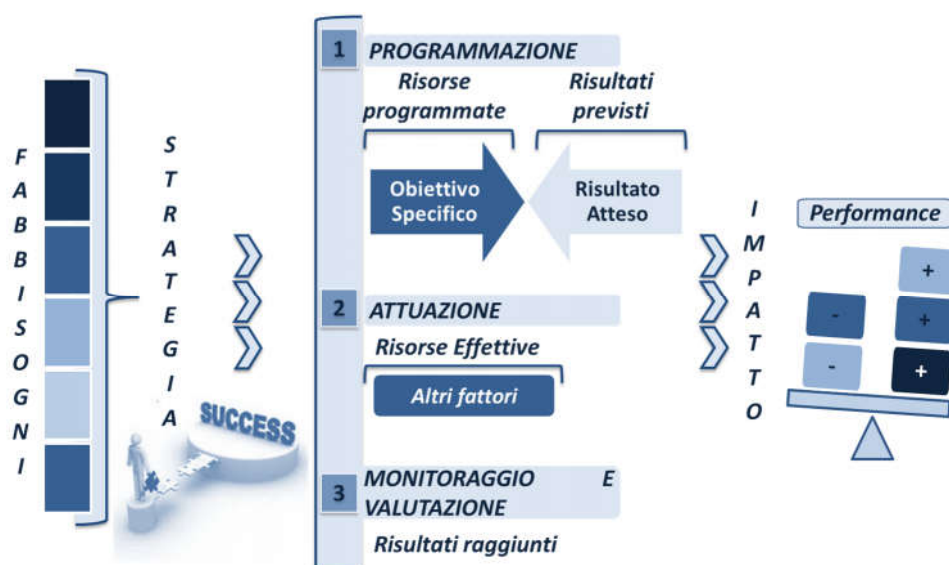 FABBISOGNI
STRATEGIA
SUCCESS
1 PROGRAMMAZIONE
Risorse
programmate
Risultati
previsti
Obiettivo
Specifico
Risultato
Atteso
2 ATTUAZIONE
Risorse Effettive
Altri fattori
3 MONITORAGGIO E
VALUTAZIONE
Risultati raggiunti
IMPATTO
Performance
+
- +
- +